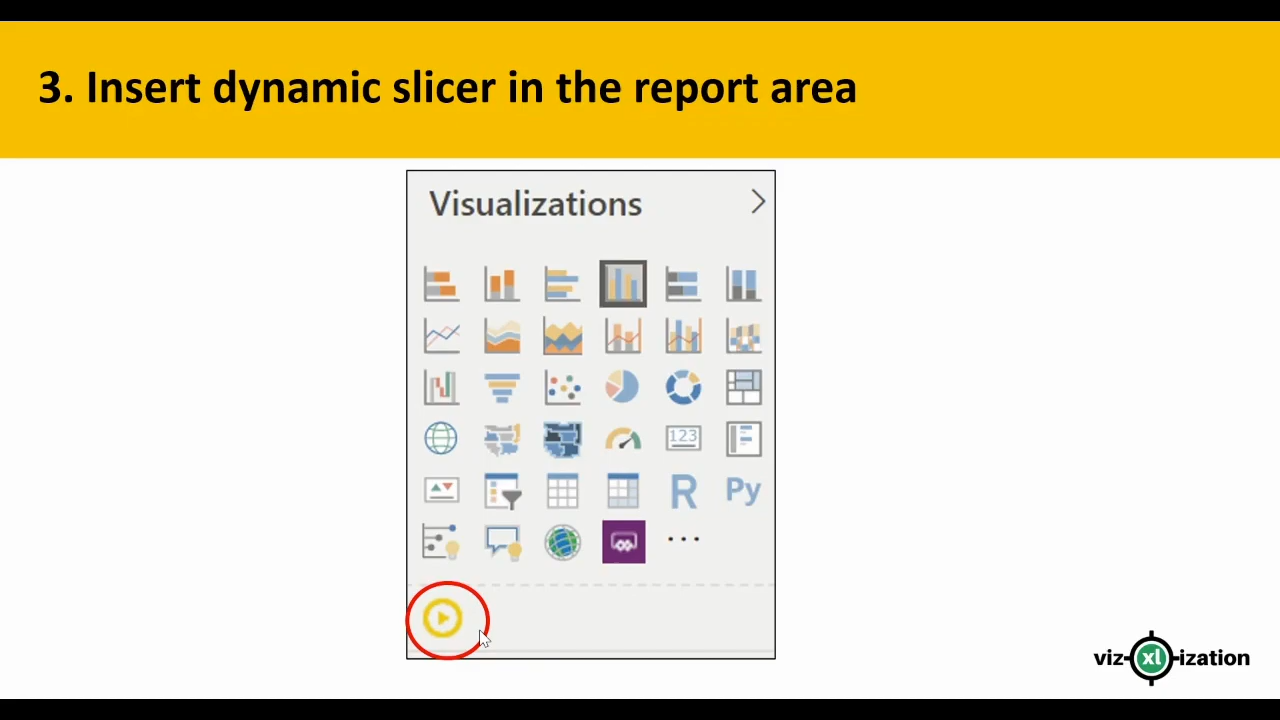 3. Insert dynamic slicer in the report area
Visualizations
123
R
Py
...
viz-xl-ization